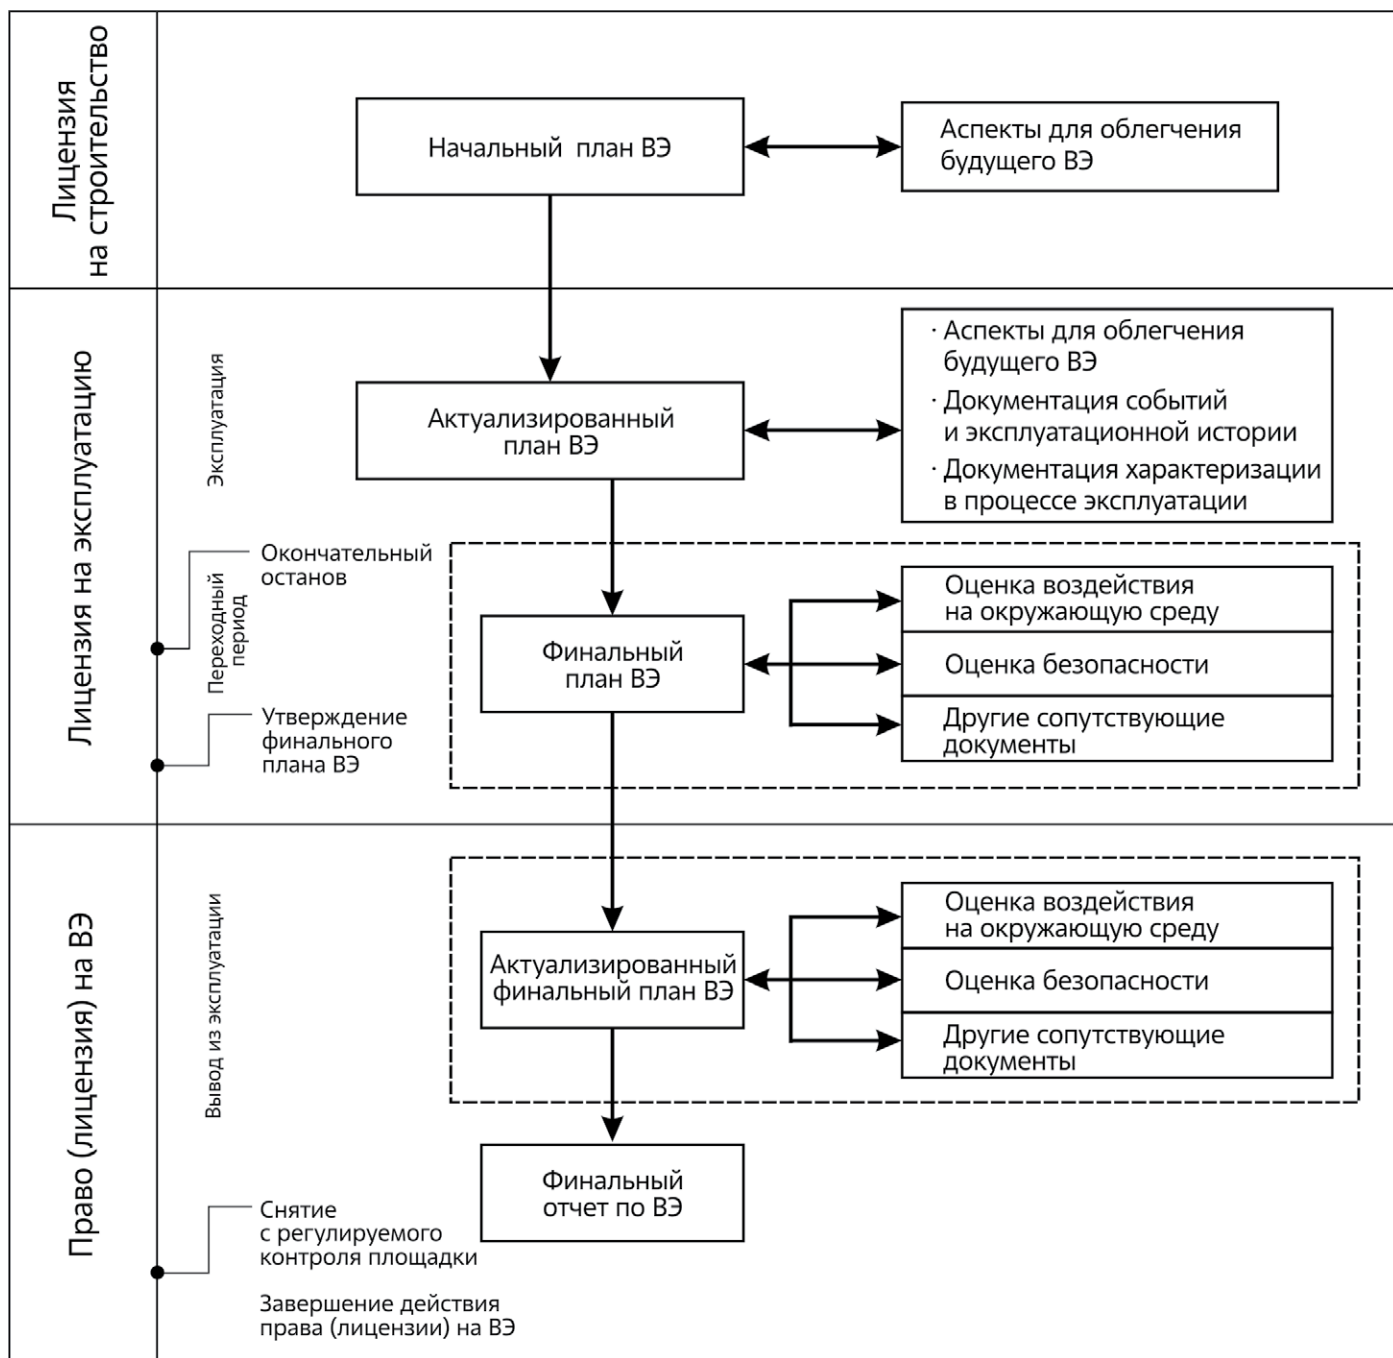 Лицензия
на строительство
Начальный план ВЭ
Аспекты для облегчения
будущего ВЭ
Лицензия на эксплуатацию
Эксплуатация
Актуализированный
план ВЭ
· Аспекты для облегчения
будущего ВЭ
· Документация событий
и эксплуатационной истории
· Документация характеризации
в процессе эксплуатации
Окончательный
останов
Переходный
период
Утверждение
финального
плана ВЭ
Финальный
план ВЭ
Оценка воздействия
на окружающую среду
Оценка безопасности
Другие сопутствующие
документы
Право (лицензия) на ВЭ
Вывод из эксплуатации
Актуализированный
финальный план ВЭ
Оценка воздействия
на окружающую среду
Оценка безопасности
Другие сопутствующие
документы
Финальный
отчет по ВЭ
Снятие
с регулируемого
контроля площадки
Завершение действия
права (лицензии) на ВЭ